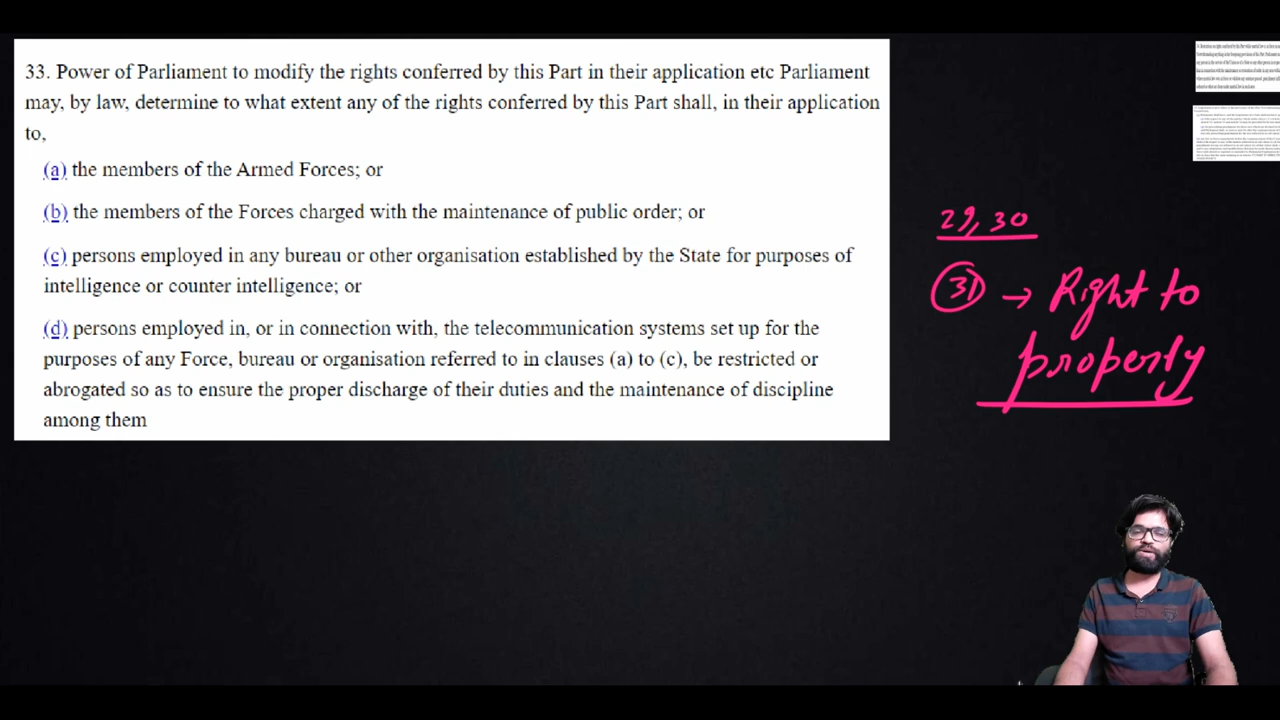 33. Power of Parliament to modify the rights conferred by this Part in their application etc Parliament
may, by law, determine to what extent any of the rights conferred by this Part shall, in their application
to,
(a) the members of the Armed Forces; or
(b) the members of the Forces charged with the maintenance of public order; or
(c) persons employed in any bureau or other organisation established by the State for purposes of
intelligence or counter intelligence; or
(d) persons employed in, or in connection with, the telecommunication systems set up for the
purposes of any Force, bureau or organisation referred to in clauses (a) to (c), be restricted or
abrogated so as to ensure the proper discharge of their duties and the maintenance of discipline
among them
29, 30
31 → Right to
property